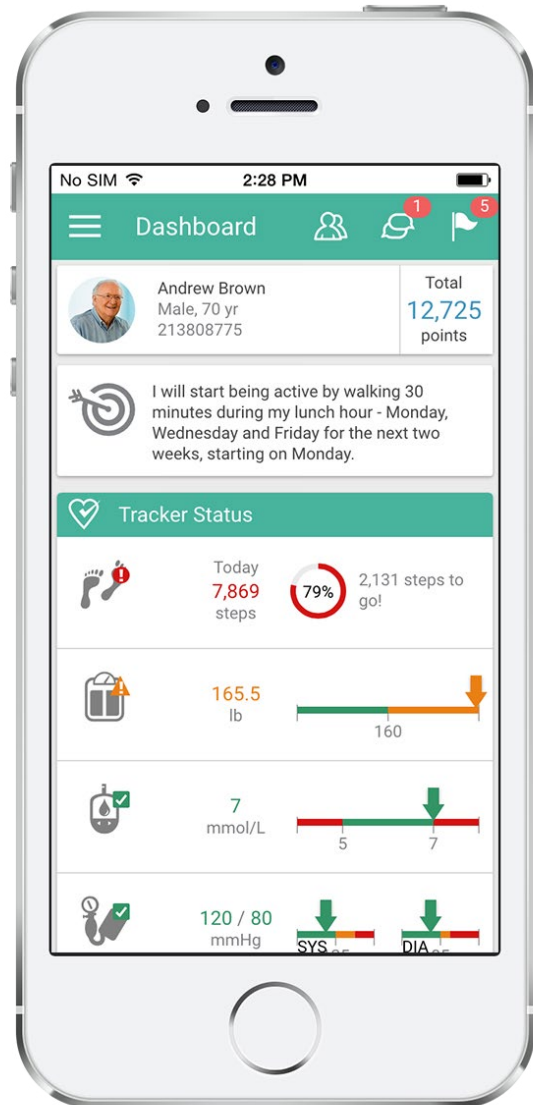 No SIM 2:28 PM
Dashboard 1 5
Andrew Brown
Male, 70 yr
213808775
Total
12,725
points
I will start being active by walking 30
minutes during my lunch hour - Monday,
Wednesday and Friday for the next two
weeks, starting on Monday.
Tracker Status
Today
7,869
steps
79%
2,131 steps to
go!
165.5
lb
160
7
mmol/L
5 7
120 / 80
mmHg
SYS DIA